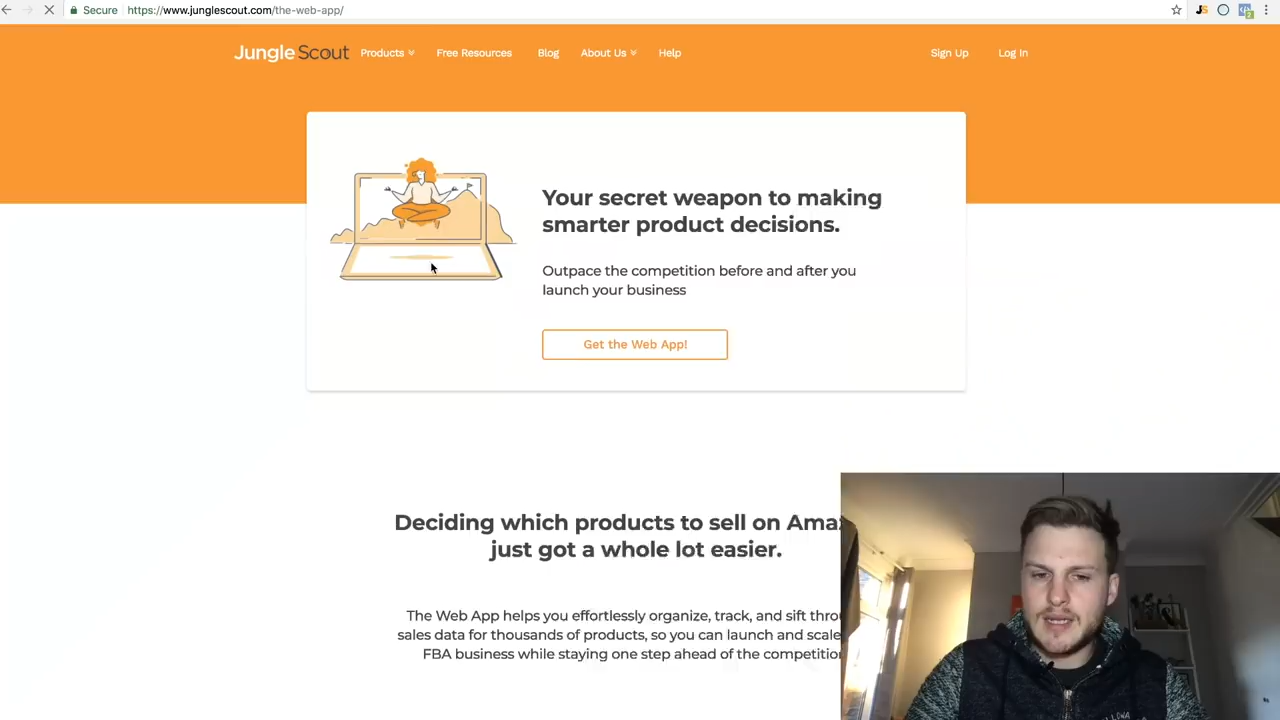 Secure https://www.junglescout.com/the-web-app/
Jungle Scout Products Free Resources Blog About Us Help Sign Up Log In
Your secret weapon to making
smarter product decisions.
Outpace the competition before and after you
launch your business
Get the Web App!
Deciding which products to sell on
just got a whole lot easier.
The Web App helps you effortlessly organize, track, and sift
sales data for thousands of products, so you can launch and scale
FBA business while staying one step ahead of the